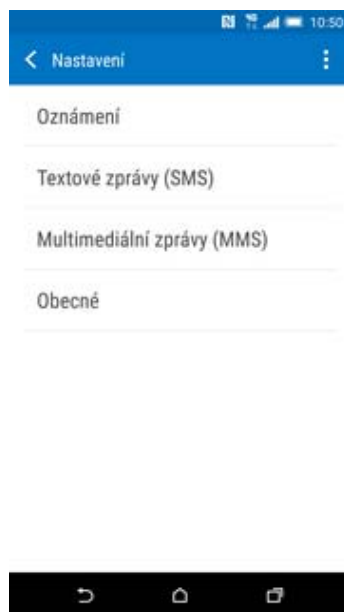 10:50
Nastavení
Oznámení
Textové zprávy (SMS)
Multimediální zprávy (MMS)
Obecné